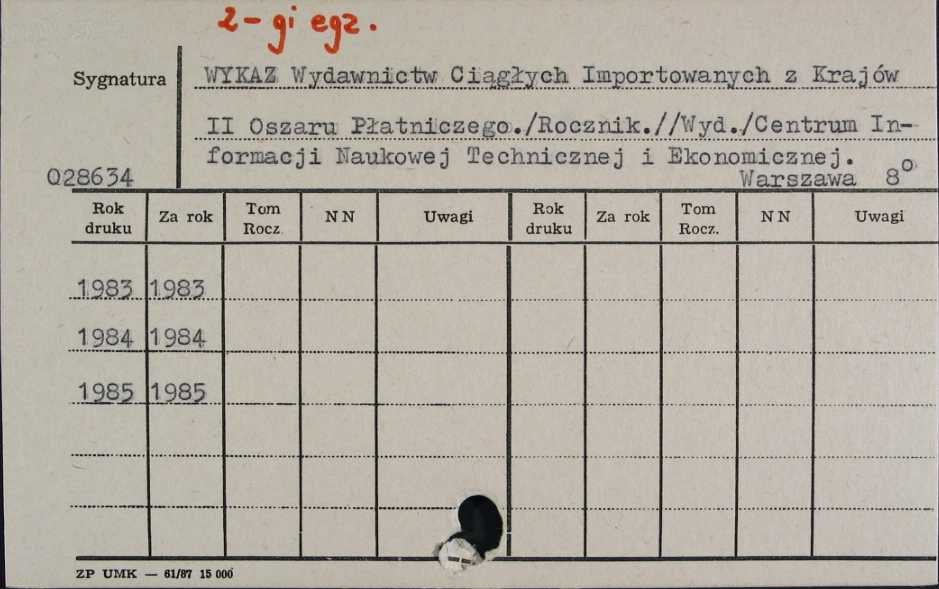 2-gi egz.
Sygnatura
WYKAZ Wydawnictw Ciągłych Importowanych z Krajów
II Oszaru Płatniczego./Rocznik.//Wyd./Centrum In-
formacji Naukowej Technicznej i Ekonomicznej.
Q28634 Warszawa 8°
Rok druku Za rok Tom Rocz. NN Uwagi Rok druku Za rok Tom Rocz. NN Uwagi
1983 1983
1984 1984
1985 1985
ZP UMK — 61/87 15 000